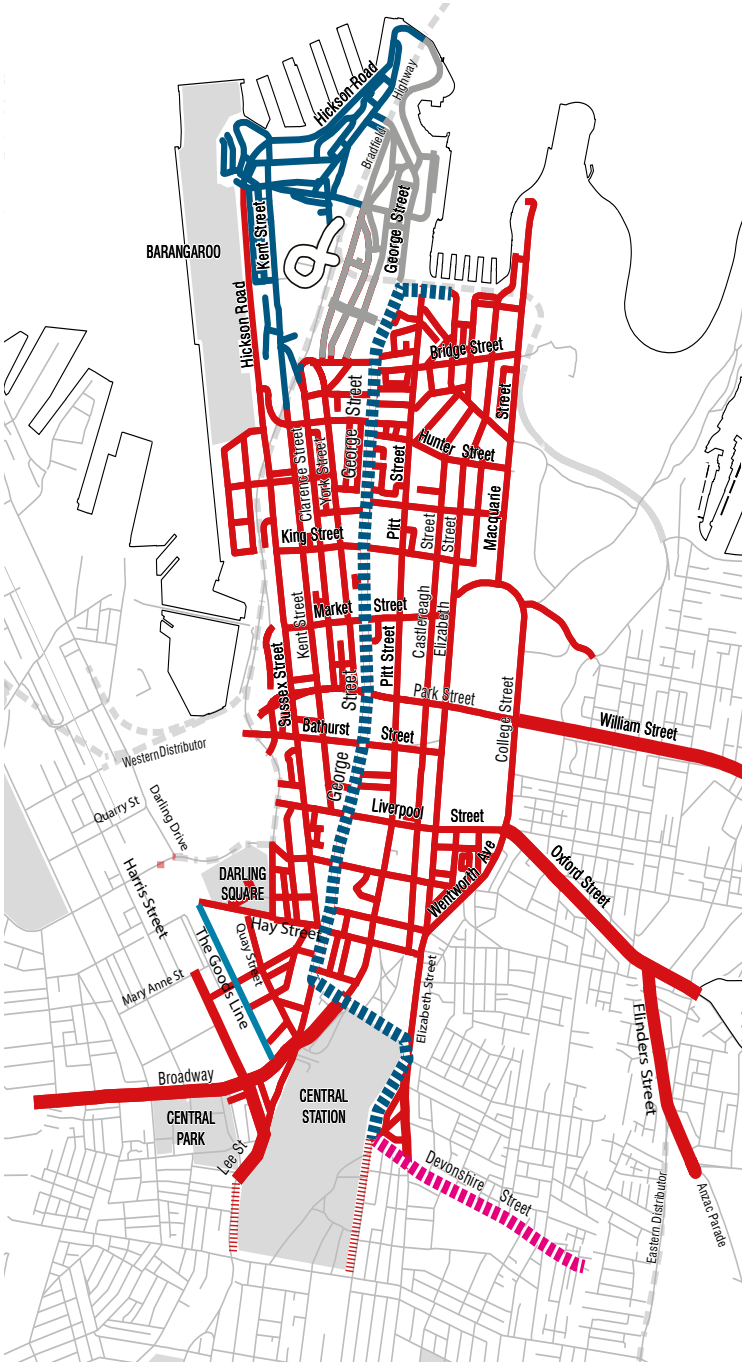 Hickson Road
Highway
Bradfield
George Street
Kent Street
BARANGAROO
Hickson Road
Bridge Street
Street
George Street
Hunter Street
Clarence Street
York Street
George Street
Street
Pitt
Street
Street
Macquarie
King Street
Castlereagh
Elizabeth
Kent Street
Market Street
Pitt Street
Sussex Street
Street
George
Park Street
College Street
William Street
Bathurst Street
Western Distributor
Quarry St
Darling Drive
Liverpool Street
Wentworth Ave
Oxford Street
Harris Street
DARLING
SQUARE
Hay Street
The Goods Line
Quay Street
Mary Anne St
Elizabeth Street
Flinders Street
Broadway
CENTRAL
PARK
CENTRAL
STATION
Lee St
Devonshire Street
Eastern Distributor
Anzac Parade